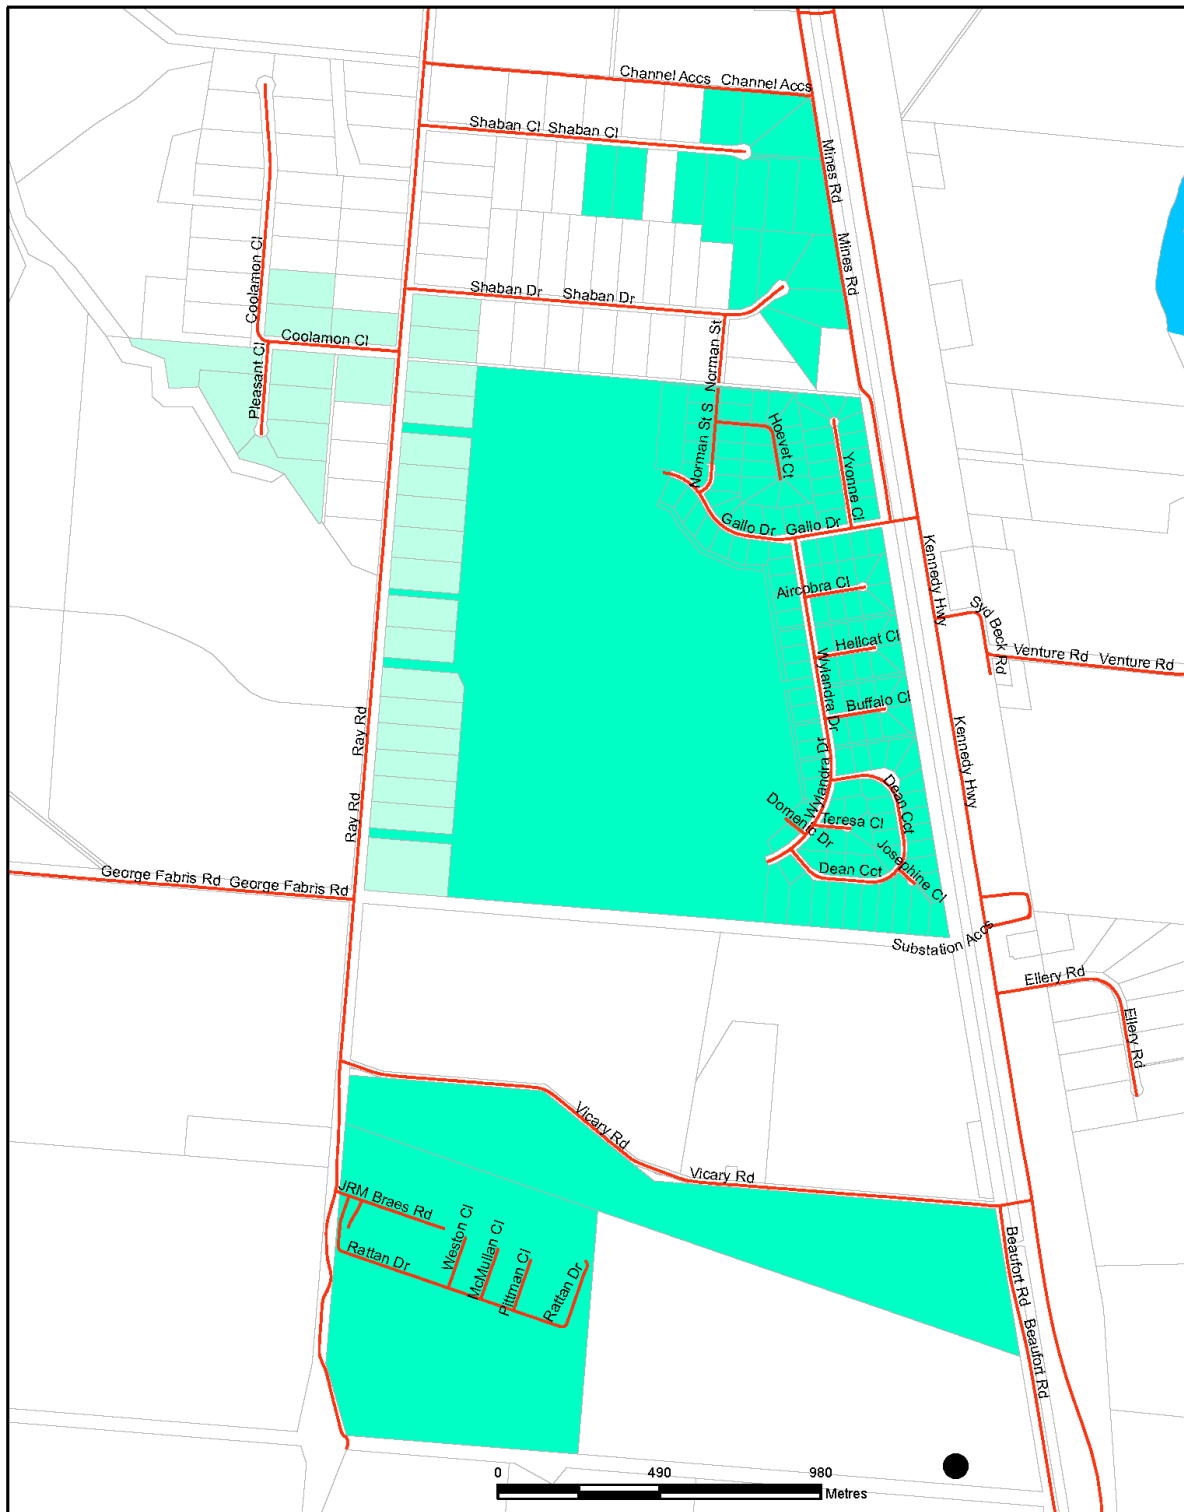 Channel Accs Channel Accs
Shaban Cl Shaban Cl
Mines Rd
Mines Rd
Coolamon Cl
Shaban Dr Shaban Dr
Coolamon Cl
Norman St
Pleasant Cl
Norman St S
Hoevet Ct
Yvonne Cl
Gallo Dr Gallo Dr
Kennedy Hwy
Aircobra Cl
Syd Beck Rd
Hellcat Cl
Venture Rd Venture Rd
Wylandra Dr
Buffalo Cl
Ray Rd
Kennedy Hwy
Wylandra Dr
Dean Cct
Ray Rd
Domenic Dr
Teresa Cl
George Fabris Rd George Fabris Rd
Dean Cct
Josephine Cl
Substation Accs
Ellery Rd
Ellery Rd
Vicary Rd
Vicary Rd
JRM Braes Rd
Weston Cl
McMullan Cl
Pittman Cl
Rattan Dr
Rattan Dr
Beaufort Rd Beaufort Rd
0 490 980
Metres